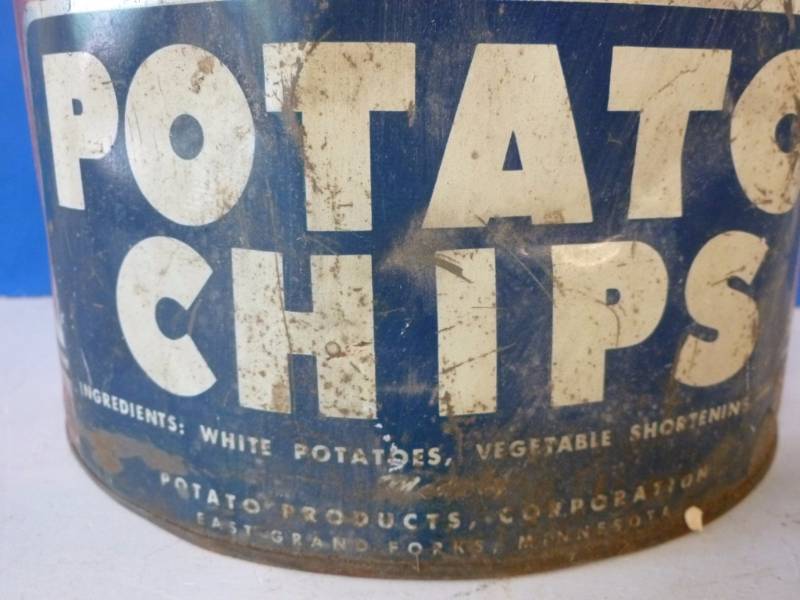 POTATO
CHIPS
INGREDIENTS: WHITE POTATOES, VEGETABLE SHORTENING
POTATO PRODUCTS, CORPORATION
EAST GRAND FORKS, MINNESOTA